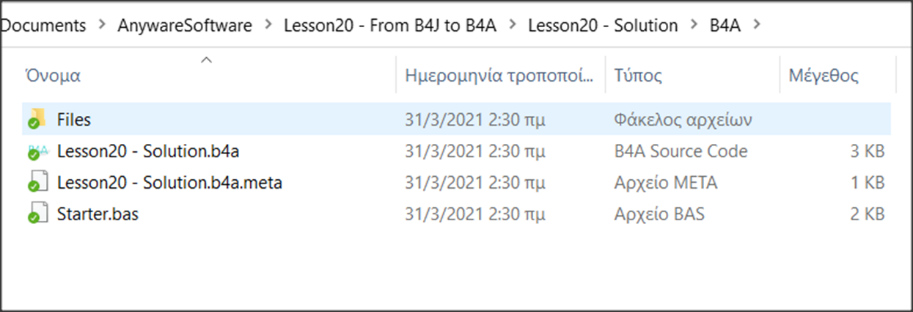 Documents > AnywareSoftware > Lesson20 - From B4J to B4A > Lesson20 - Solution > B4A >
Όνομα Ημερομηνία τροποποί... Τύπος Μέγεθος
Files 31/3/2021 2:30 πμ Φάκελος αρχείων
Lesson20 - Solution.b4a 31/3/2021 2:30 πμ B4A Source Code 3 KB
Lesson20 - Solution.b4a.meta 31/3/2021 2:30 πμ Αρχείο META 1 KB
Starter.bas 31/3/2021 2:30 πμ Αρχείο BAS 2 KB